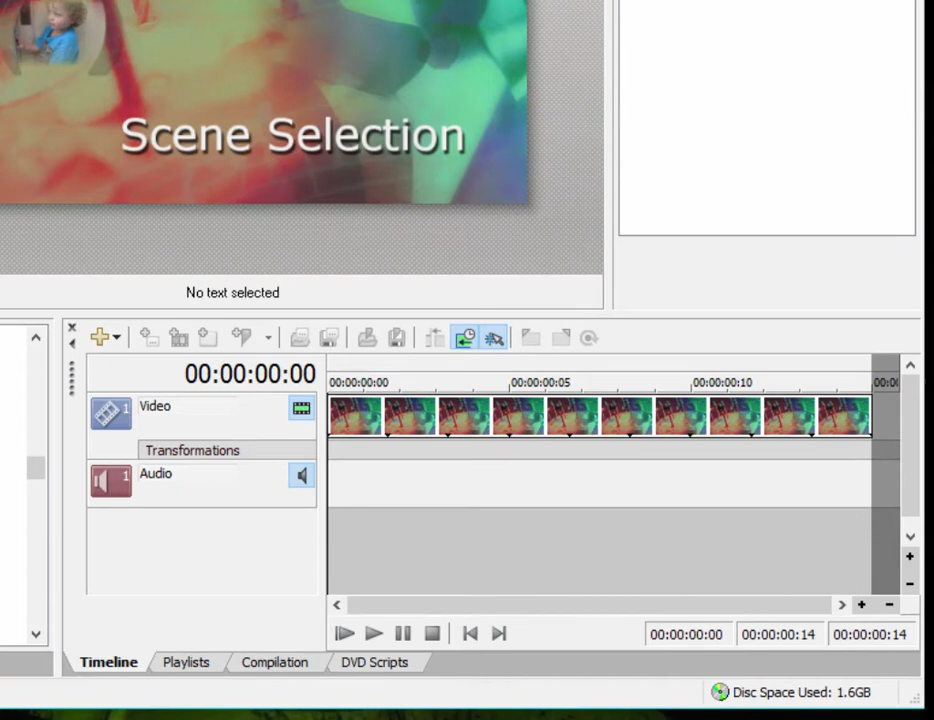 Scene Selection
No text selected
00:00:00:00
00:00:00:00 00:00:00:05 00:00:00:10
1 Video
Transformations
1 Audio
00:00:00:00 00:00:00:14 00:00:00:14
Timeline Playlists Compilation DVD Scripts
Disc Space Used: 1.6GB